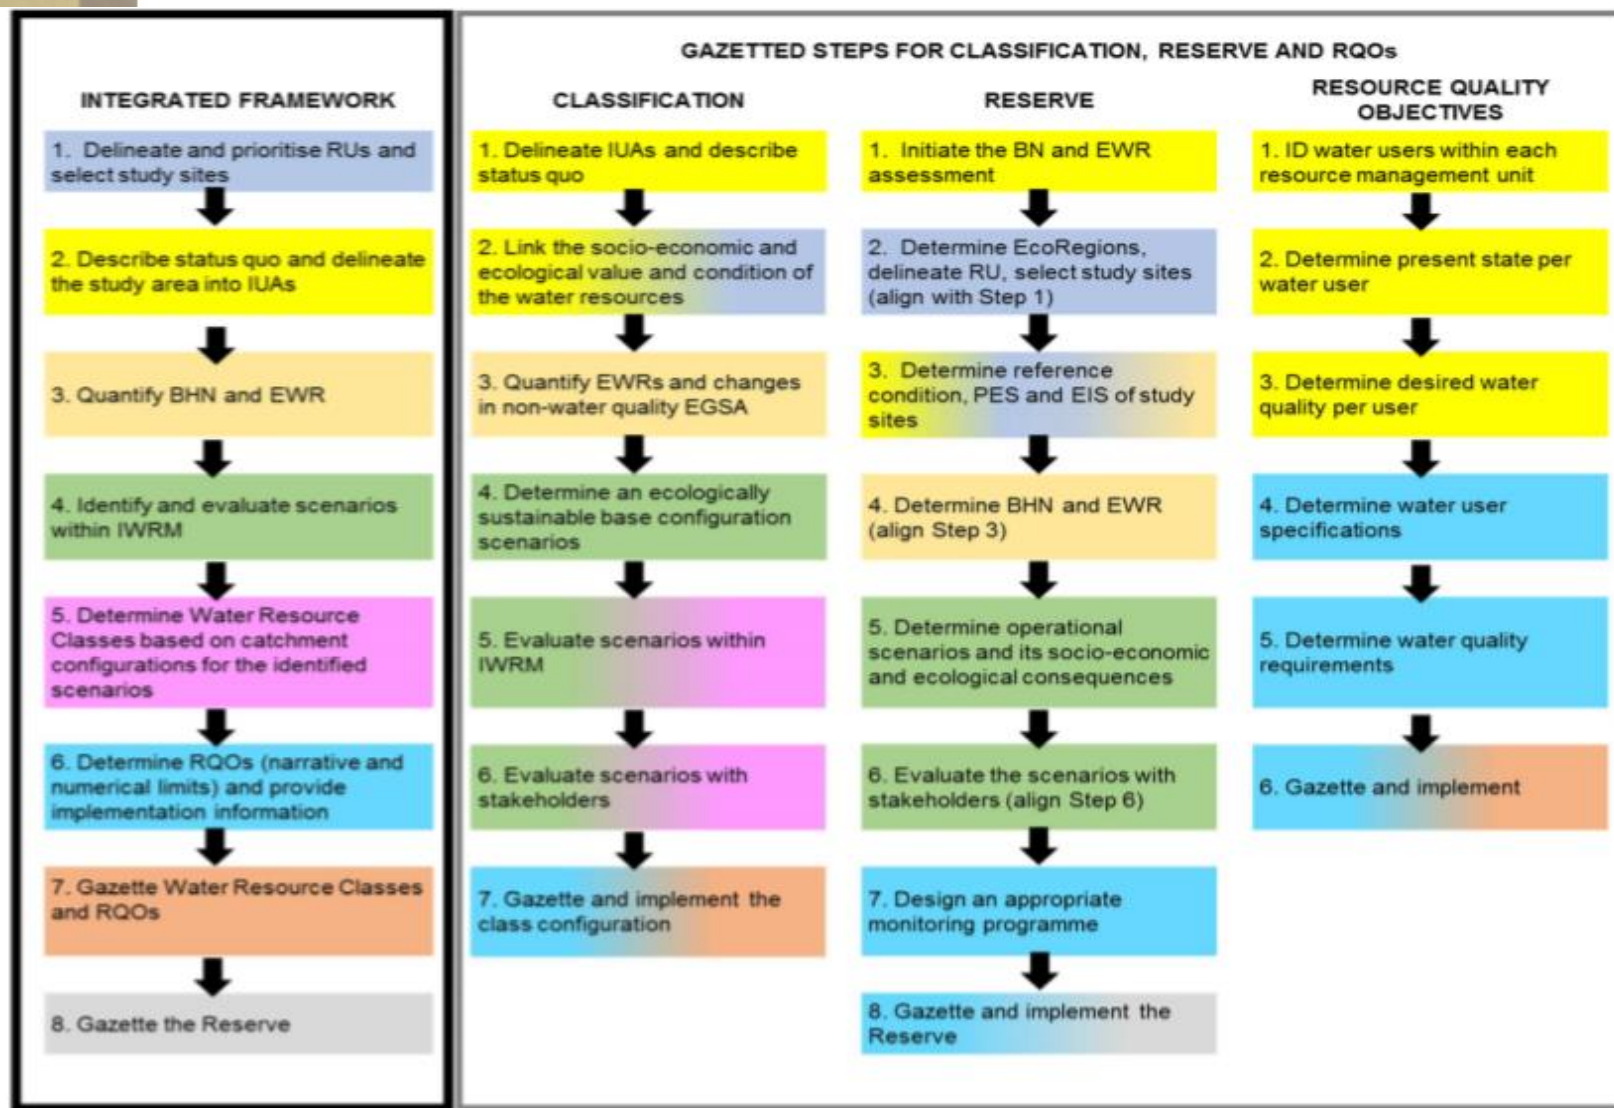 GAZETTED STEPS FOR CLASSIFICATION, RESERVE AND RQOs
INTEGRATED FRAMEWORK
1. Delineate and prioritise RUs and
select study sites
2. Describe status quo and delineate
the study area into IUAs
3. Quantify BHN and EWR
4. Identify and evaluate scenarios
within IWRM
5. Determine Water Resource
Classes based on catchment
configurations for the identified
scenarios
6. Determine RQOs (narrative and
numerical limits) and provide
implementation information
7. Gazette Water Resource Classes
and RQOs
8. Gazette the Reserve
CLASSIFICATION
1. Delineate IUAs and describe
status quo
2. Link the socio-economic and
ecological value and condition of
the water resources
3. Quantify EWRs and changes
in non-water quality EGSA
4. Determine an ecologically
sustainable base configuration
scenarios
5. Evaluate scenarios within
IWRM
6. Evaluate scenarios with
stakeholders
7. Gazette and implement the
class configuration
RESERVE
1. Initiate the BN and EWR
assessment
2. Determine EcoRegions,
delineate RU, select study sites
(align with Step 1)
3. Determine reference
condition, PES and EIS of study
sites
4. Determine BHN and EWR
(align Step 3)
5. Determine operational
scenarios and its socio-economic
and ecological consequences
6. Evaluate the scenarios with
stakeholders (align Step 6)
7. Design an appropriate
monitoring programme
8. Gazette and implement the
Reserve
RESOURCE QUALITY
OBJECTIVES
1. ID water users within each
resource management unit
2. Determine present state per
water user
3. Determine desired water
quality per user
4. Determine water user
specifications
5. Determine water quality
requirements
6. Gazette and implement